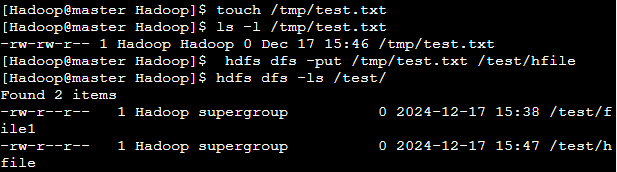 [Hadoop@master Hadoop]$ touch /tmp/test.txt
[Hadoop@master Hadoop]$ ls -l /tmp/test.txt
-rw-rw-r-- 1 Hadoop Hadoop 0 Dec 17 15:46 /tmp/test.txt
[Hadoop@master Hadoop]$  hdfs dfs -put /tmp/test.txt /test/hfile
[Hadoop@master Hadoop]$ hdfs dfs -ls /test/
Found 2 items
-rw-r--r--   1 Hadoop supergroup          0 2024-12-17 15:38 /test/f
ile1
-rw-r--r--   1 Hadoop supergroup          0 2024-12-17 15:47 /test/h
file